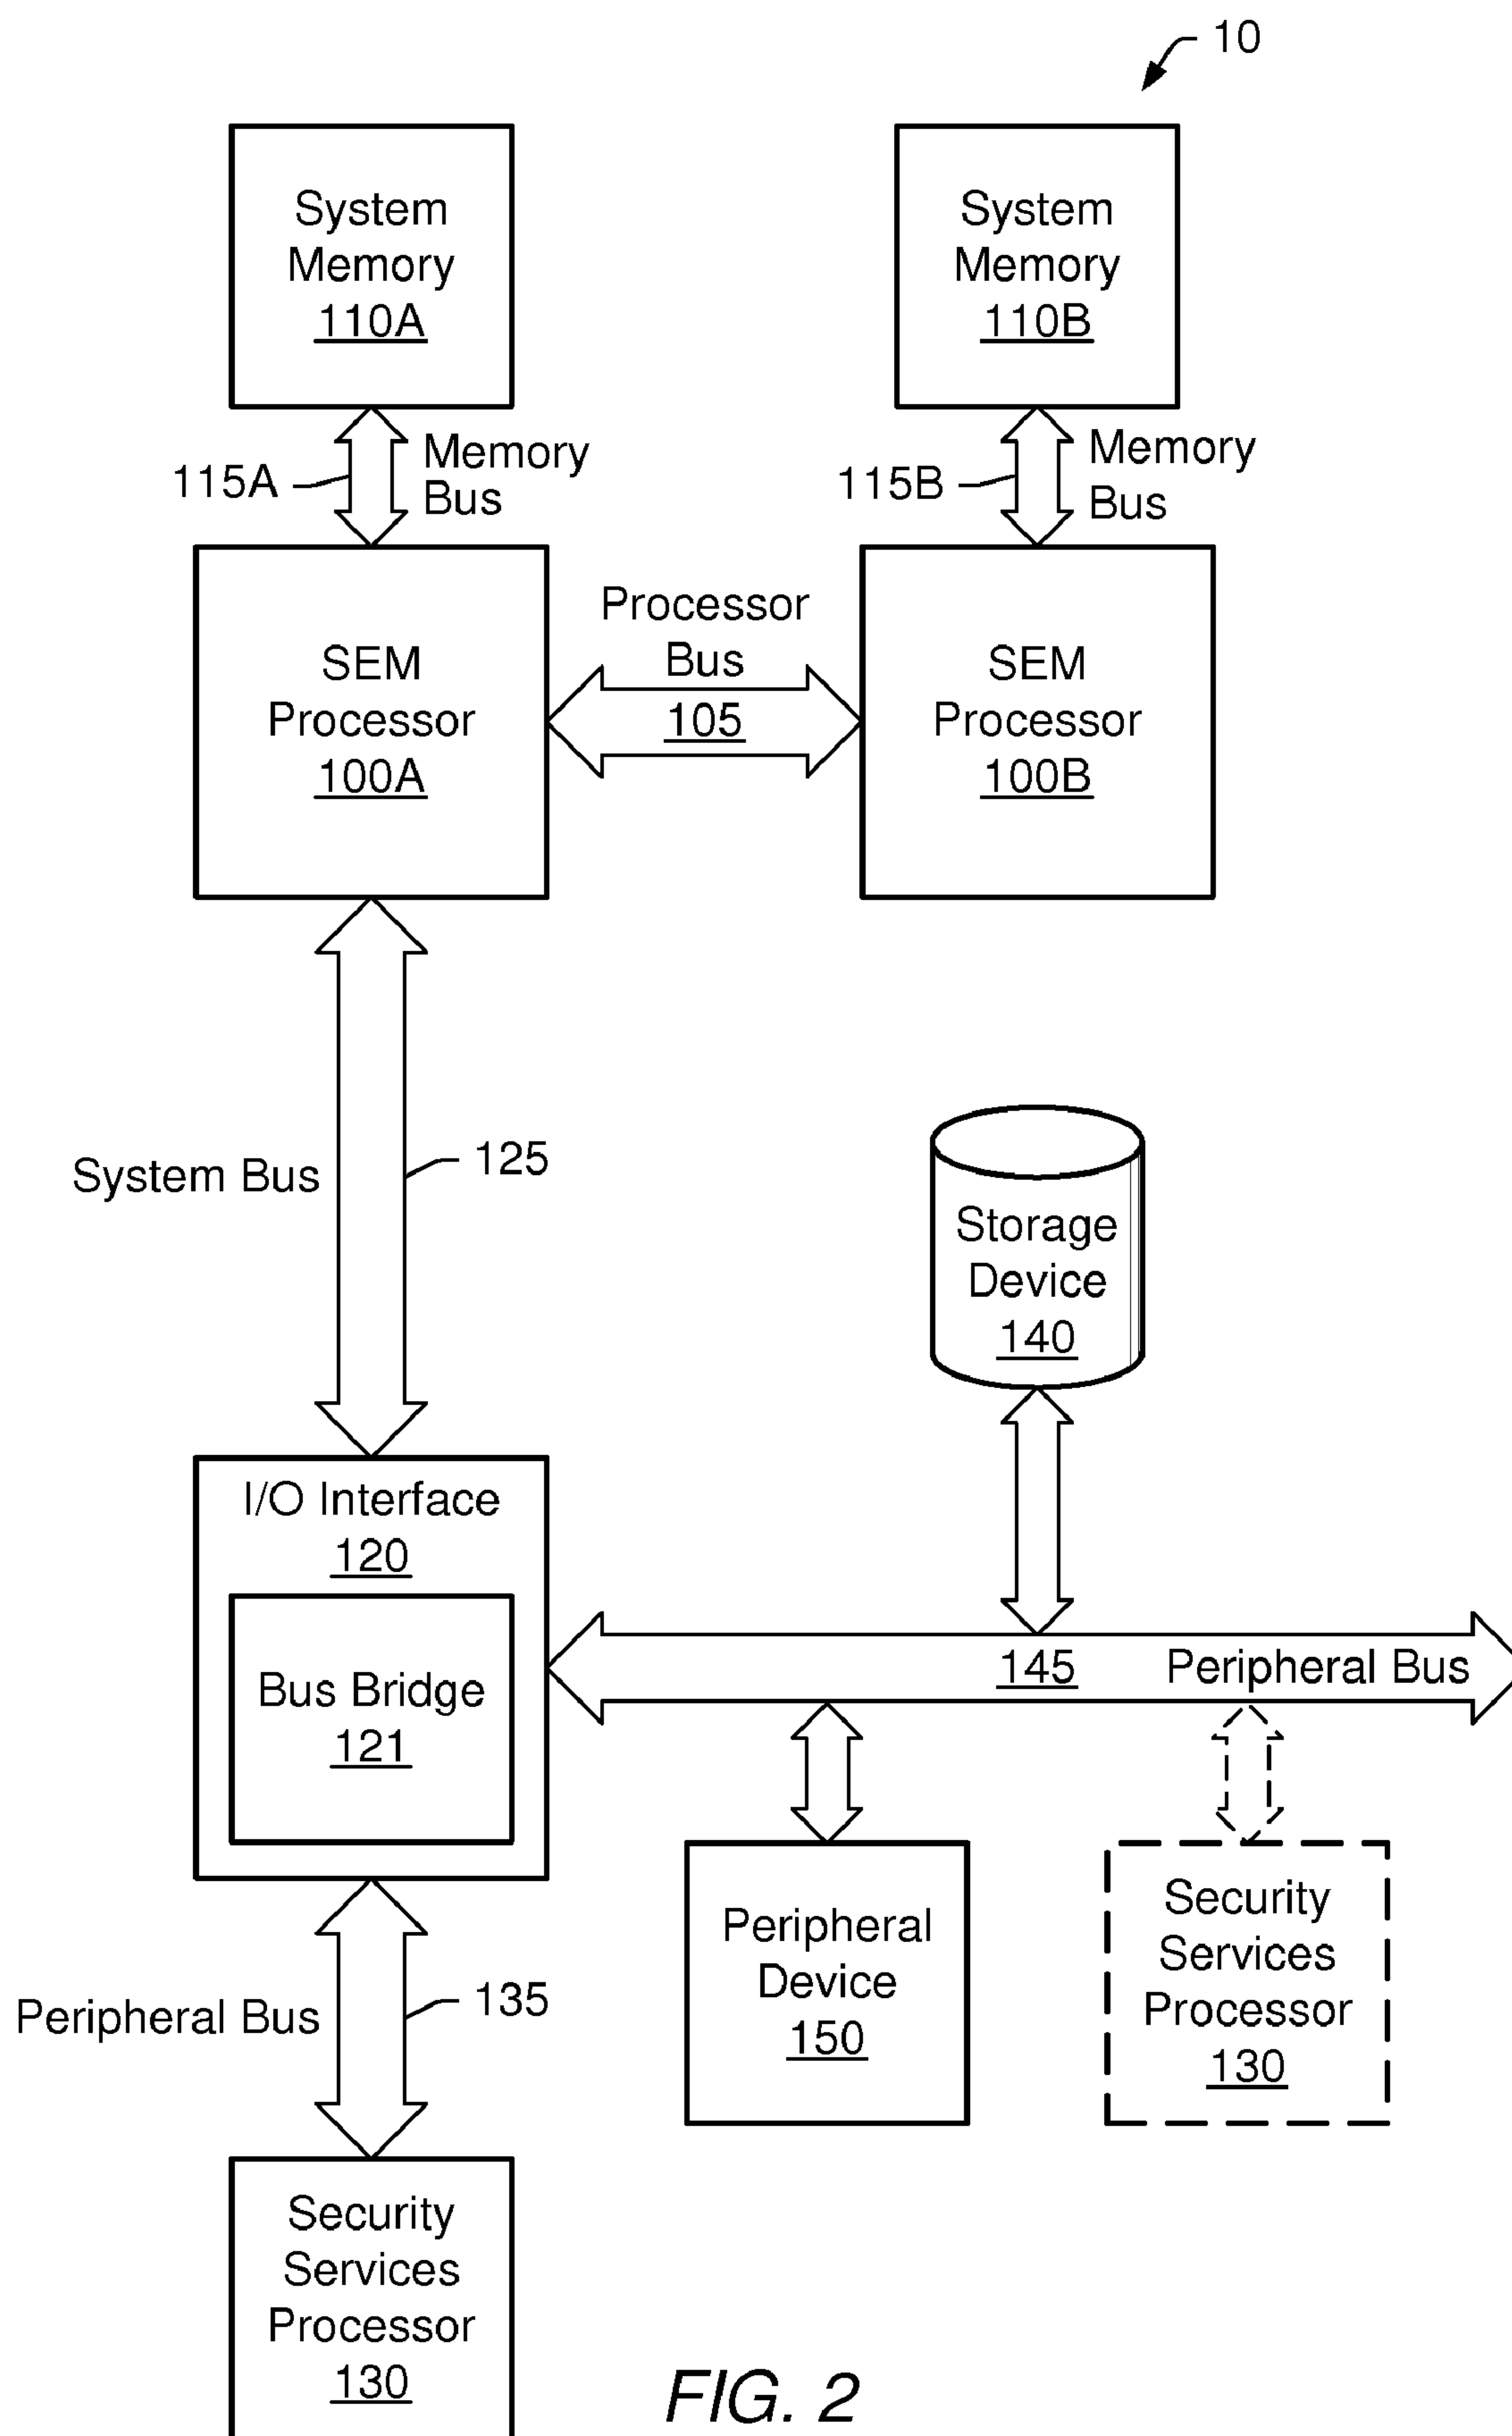 10
System
Memory
110A
System
Memory
110B
115A
Memory
Bus
115B
Memory
Bus
SEM
Processor
100A
Processor
Bus
105
SEM
Processor
100B
System Bus
125
Storage
Device
140
I/O Interface
120
Bus Bridge
121
145
Peripheral Bus
Peripheral Bus
135
Peripheral
Device
150
Security
Services
Processor
130
Security
Services
Processor
130
FIG. 2